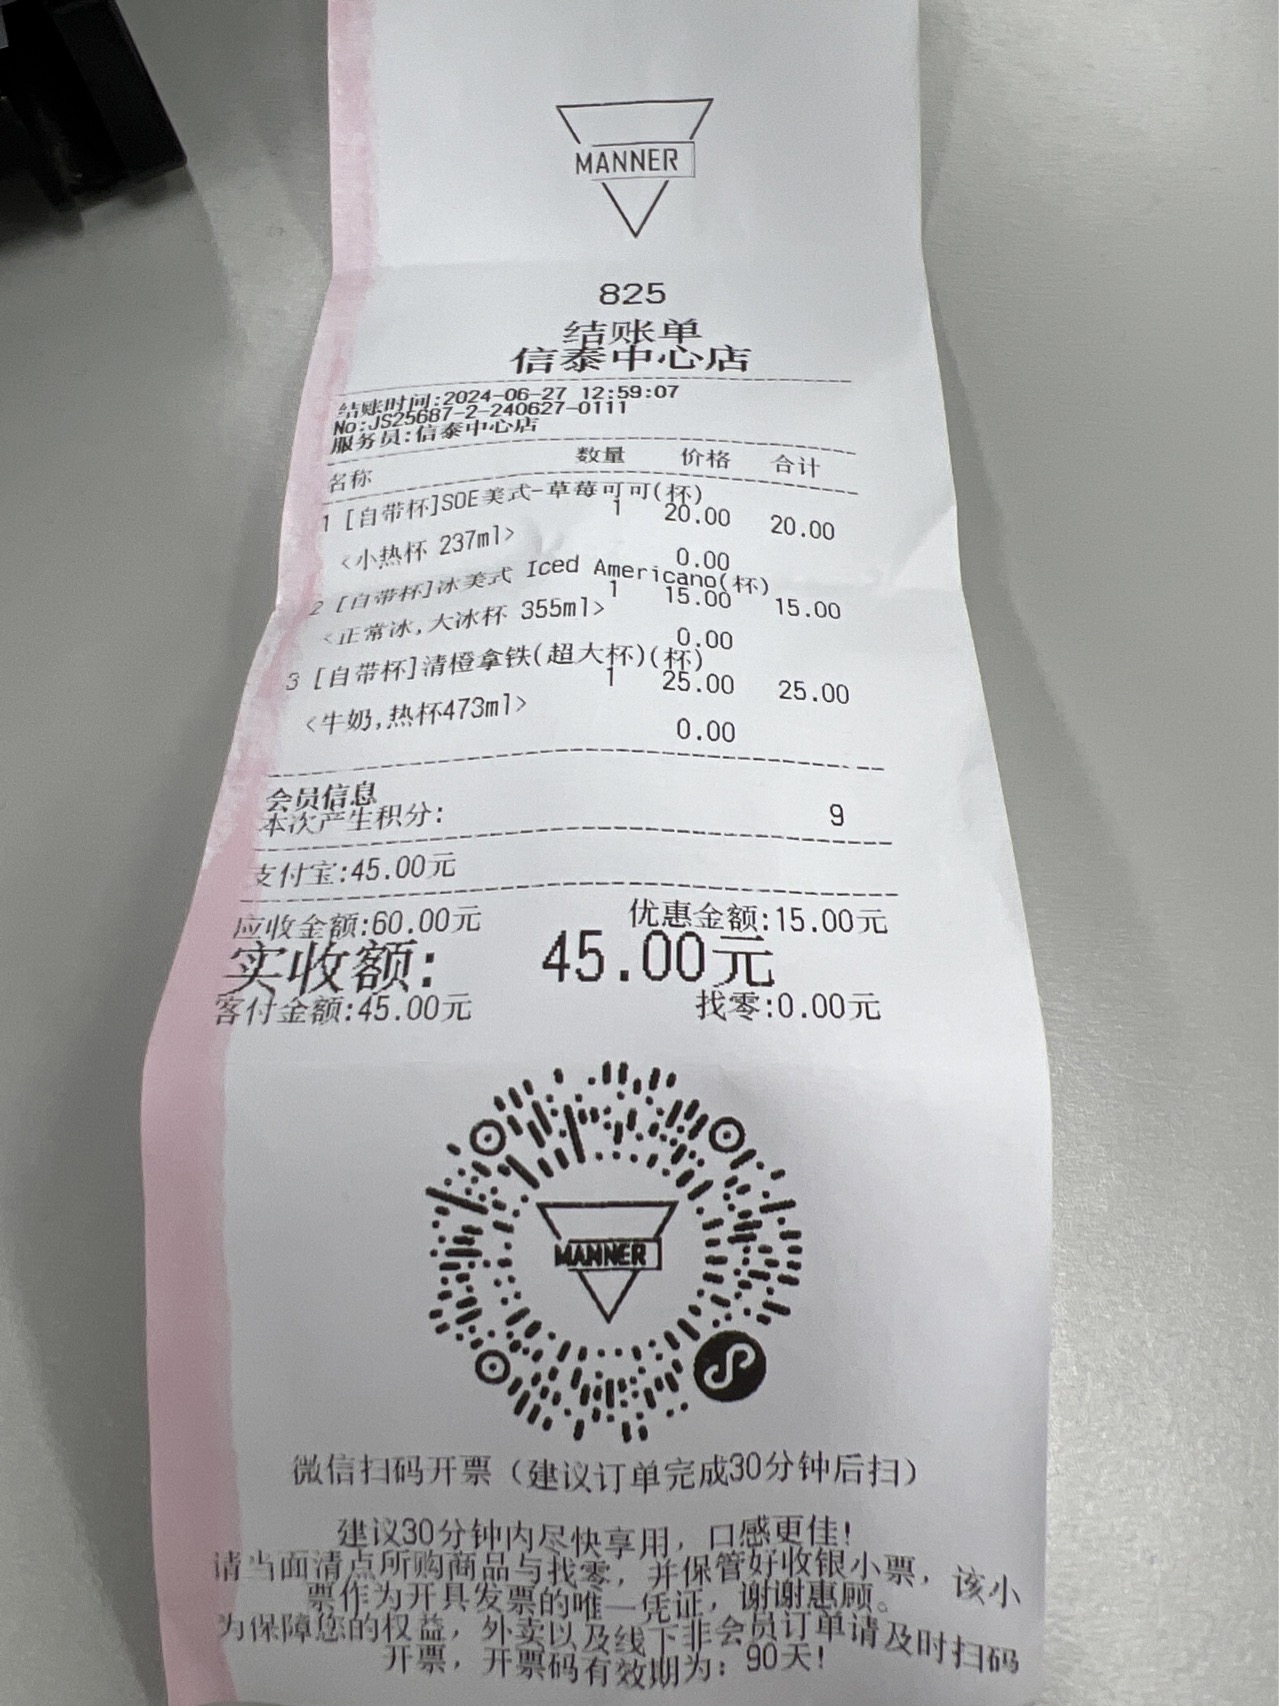 MANNER
825
结账单
信泰中心店
结账时间:2024-06-27 12:59:07
No:JS25687-2-240627-0111
服务员:信泰中心店
名称 数量 价格 合计
1 [自带杯]SOE美式-草莓可可(杯)
1 20.00 20.00
<小热杯 237ml>
0.00
2 [自带杯]冰美式 Iced Americano(杯)
1 15.00 15.00
<正常冰,大冰杯 355ml>
0.00
3 [自带杯]清橙拿铁(超大杯)(杯)
1 25.00 25.00
<牛奶,热杯473ml>
0.00
会员信息
本次产生积分: 9
支付宝:45.00元
应收金额:60.00元 优惠金额:15.00元
实收额: 45.00元
客付金额:45.00元 找零:0.00元
MANNER
微信扫码开票（建议订单完成30分钟后扫）
建议30分钟内尽快享用，口感更佳!
请当面清点所购商品与找零，并保管好收银小票，该小
票作为开具发票的唯一凭证，谢谢惠顾。
为保障您的权益，外卖以及线下非会员订单请及时扫码
开票，开票码有效期为：90天!